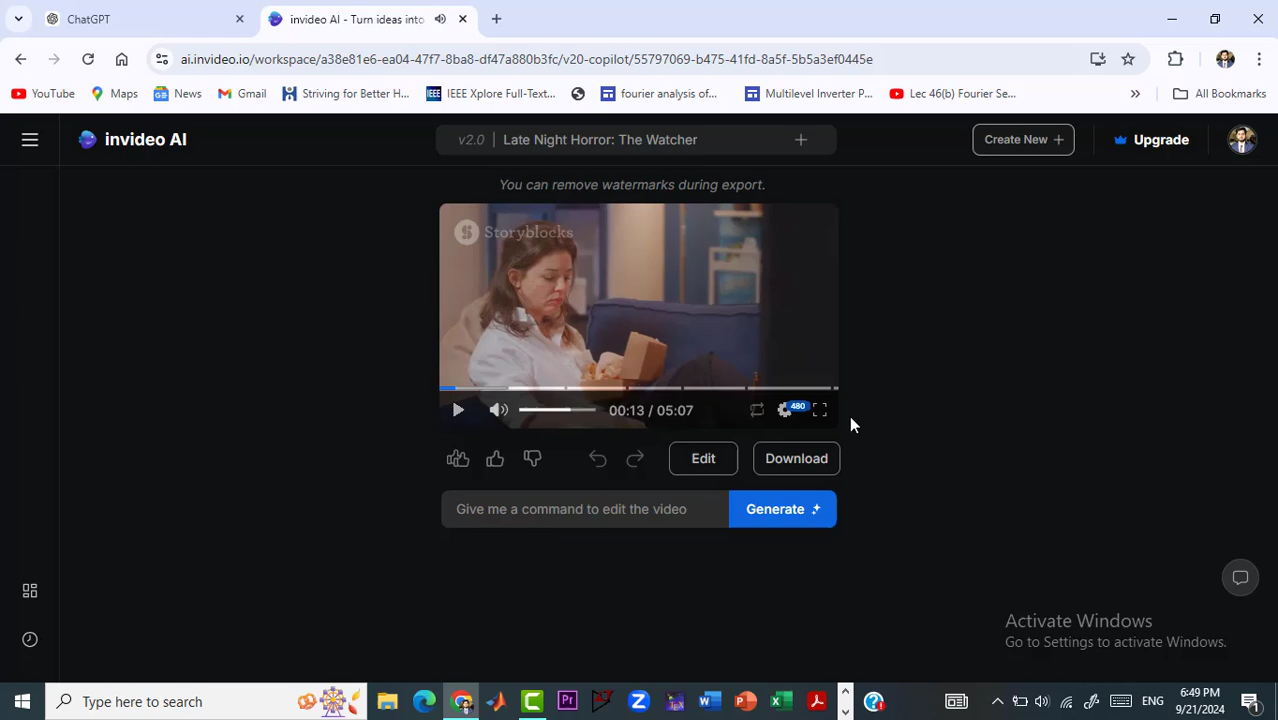 ChatGPT
invideo AI - Turn ideas into
ai.invideo.io/workspace/a38e81e6-ea04-47f7-8ba8-df47a880b3fc/v20-copilot/55797069-b475-41fd-8a5f-5b5a3ef0445e
YouTube Maps News Gmail Striving for Better H... IEEE Xplore Full-Text... fourier analysis of... Multilevel Inverter P... Lec 46(b) Fourier Se... » All Bookmarks
invideo AI
v2.0 | Late Night Horror: The Watcher
Create New +
Upgrade
You can remove watermarks during export.
Storyblocks
00:13 / 05:07
480
Edit
Download
Give me a command to edit the video
Generate
Activate Windows
Go to Settings to activate Windows.
Type here to search
ENG
6:49 PM
9/21/2024
1